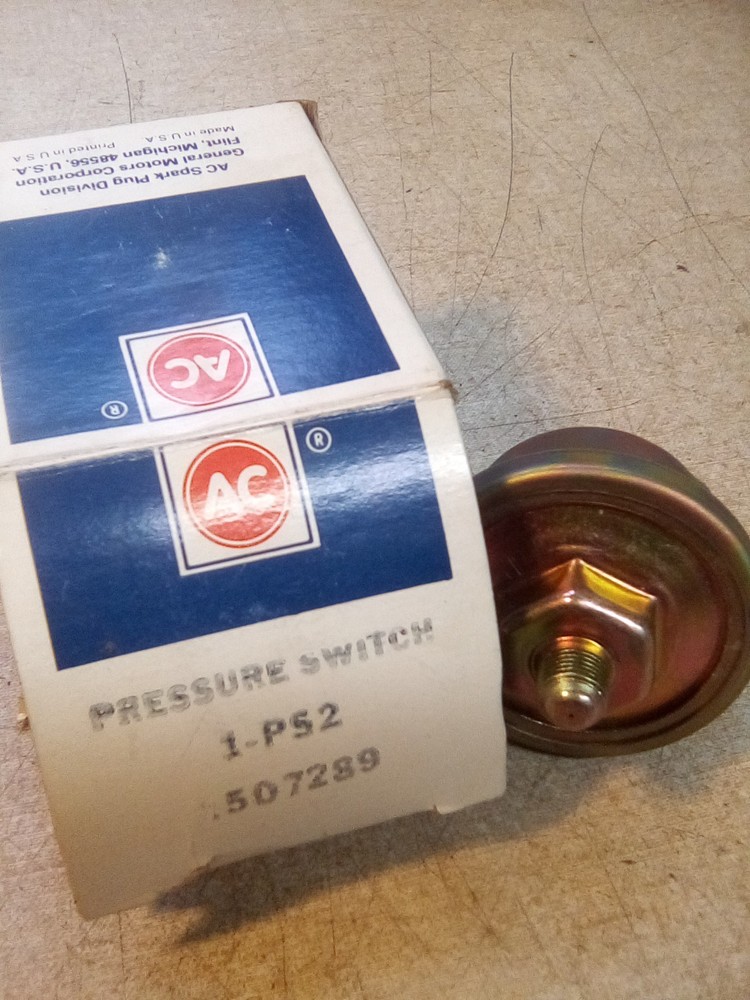 Made in U.S.A. Printed in U.S.A.
Flint, Michigan 48556, U.S.A.
General Motors Corporation
AC Spark Plug Division
AC
®
AC ®
PRESSURE SWITCH
1-PS2
507289